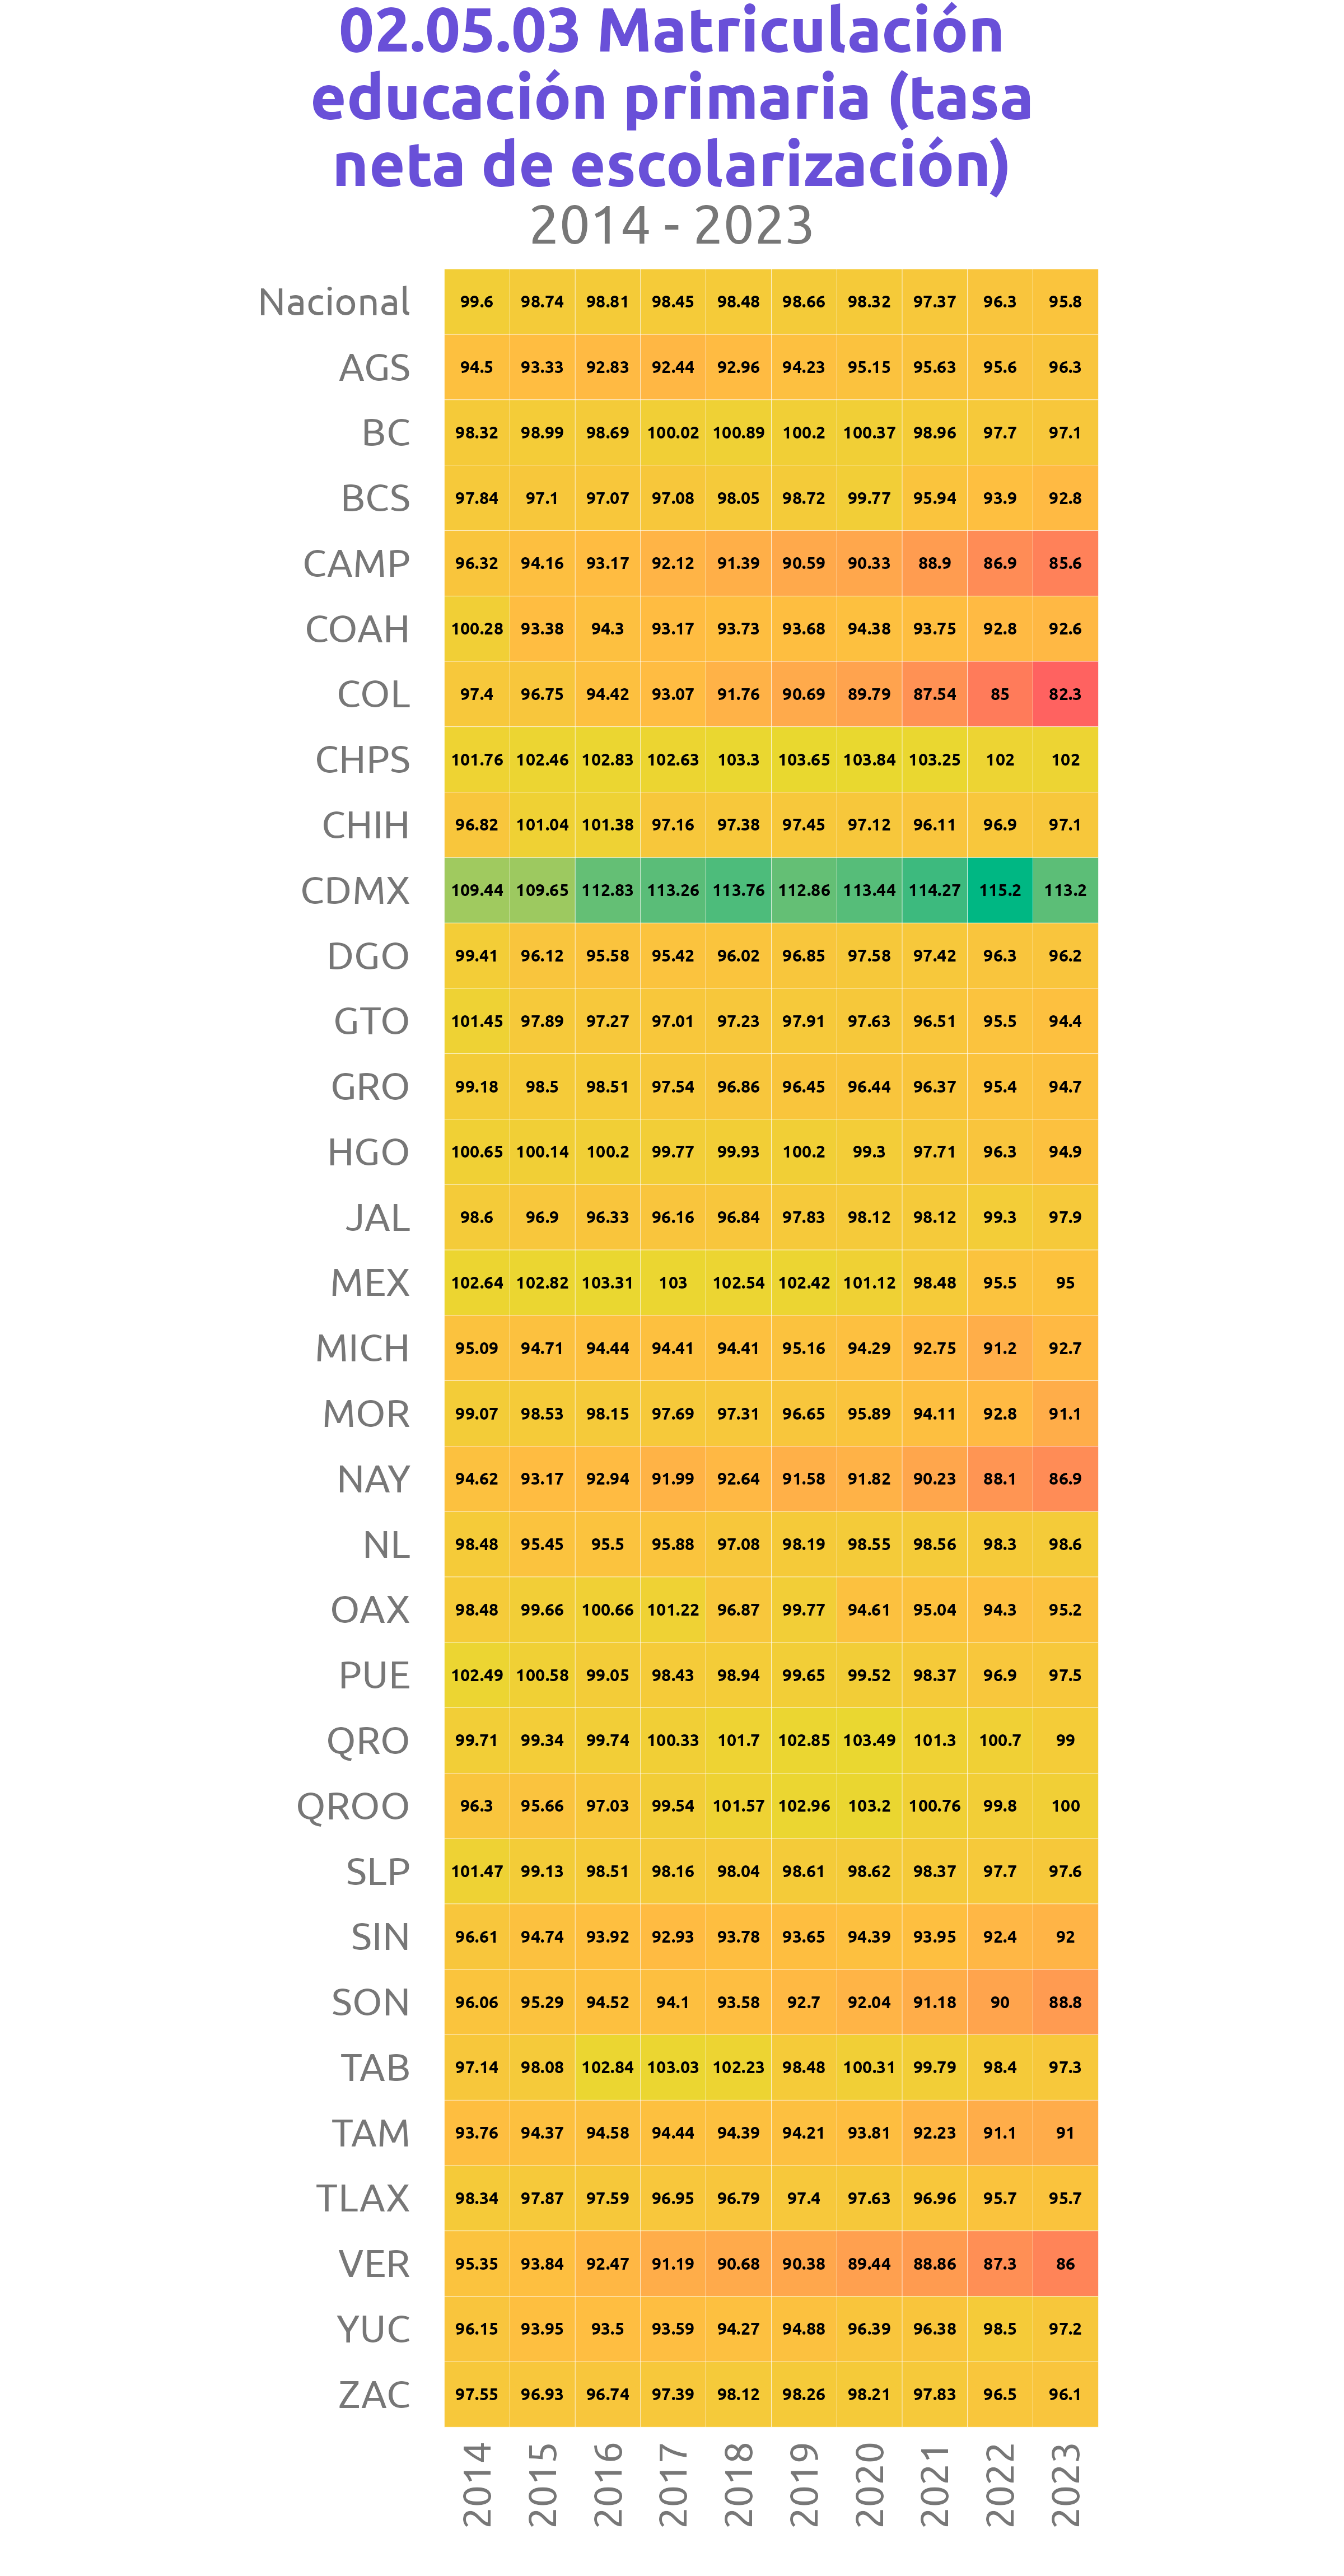 02.05.03 Matriculación
educación primaria (tasa
neta de escolarización)
2014 - 2023
Nacional 99.6 98.74 98.81 98.45 98.48 98.66 98.32 97.37 96.3 95.8
AGS 94.5 93.33 92.83 92.44 92.96 94.23 95.15 95.63 95.6 96.3
BC 98.32 98.99 98.69 100.02 100.89 100.2 100.37 98.96 97.7 97.1
BCS 97.84 97.1 97.07 97.08 98.05 98.72 99.77 95.94 93.9 92.8
CAMP 96.32 94.16 93.17 92.12 91.39 90.59 90.33 88.9 86.9 85.6
COAH 100.28 93.38 94.3 93.17 93.73 93.68 94.38 93.75 92.8 92.6
COL 97.4 96.75 94.42 93.07 91.76 90.69 89.79 87.54 85 82.3
CHPS 101.76 102.46 102.83 102.63 103.3 103.65 103.84 103.25 102 102
CHIH 96.82 101.04 101.38 97.16 97.38 97.45 97.12 96.11 96.9 97.1
CDMX 109.44 109.65 112.83 113.26 113.76 112.86 113.44 114.27 115.2 113.2
DGO 99.41 96.12 95.58 95.42 96.02 96.85 97.58 97.42 96.3 96.2
GTO 101.45 97.89 97.27 97.01 97.23 97.91 97.63 96.51 95.5 94.4
GRO 99.18 98.5 98.51 97.54 96.86 96.45 96.44 96.37 95.4 94.7
HGO 100.65 100.14 100.2 99.77 99.93 100.2 99.3 97.71 96.3 94.9
JAL 98.6 96.9 96.33 96.16 96.84 97.83 98.12 98.12 99.3 97.9
MEX 102.64 102.82 103.31 103 102.54 102.42 101.12 98.48 95.5 95
MICH 95.09 94.71 94.44 94.41 94.41 95.16 94.29 92.75 91.2 92.7
MOR 99.07 98.53 98.15 97.69 97.31 96.65 95.89 94.11 92.8 91.1
NAY 94.62 93.17 92.94 91.99 92.64 91.58 91.82 90.23 88.1 86.9
NL 98.48 95.45 95.5 95.88 97.08 98.19 98.55 98.56 98.3 98.6
OAX 98.48 99.66 100.66 101.22 96.87 99.77 94.61 95.04 94.3 95.2
PUE 102.49 100.58 99.05 98.43 98.94 99.65 99.52 98.37 96.9 97.5
QRO 99.71 99.34 99.74 100.33 101.7 102.85 103.49 101.3 100.7 99
QROO 96.3 95.66 97.03 99.54 101.57 102.96 103.2 100.76 99.8 100
SLP 101.47 99.13 98.51 98.16 98.04 98.61 98.62 98.37 97.7 97.6
SIN 96.61 94.74 93.92 92.93 93.78 93.65 94.39 93.95 92.4 92
SON 96.06 95.29 94.52 94.1 93.58 92.7 92.04 91.18 90 88.8
TAB 97.14 98.08 102.84 103.03 102.23 98.48 100.31 99.79 98.4 97.3
TAM 93.76 94.37 94.58 94.44 94.39 94.21 93.81 92.23 91.1 91
TLAX 98.34 97.87 97.59 96.95 96.79 97.4 97.63 96.96 95.7 95.7
VER 95.35 93.84 92.47 91.19 90.68 90.38 89.44 88.86 87.3 86
YUC 96.15 93.95 93.5 93.59 94.27 94.88 96.39 96.38 98.5 97.2
ZAC 97.55 96.93 96.74 97.39 98.12 98.26 98.21 97.83 96.5 96.1
2014 2015 2016 2017 2018 2019 2020 2021 2022 2023